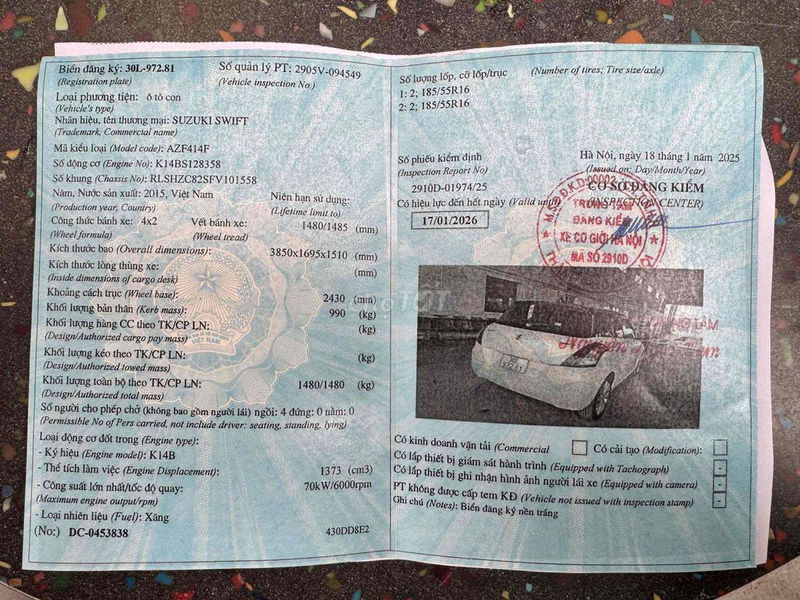 Biển đăng ký: 30L-972.81
(Registration plate)
Số quản lý PT: 2905V-094549
(Vehicle inspection No.)
Loại phương tiện: ô tô con
(Vehicle's type)
Nhãn hiệu, tên thương mại: SUZUKI SWIFT
(Trademark, Commercial name)
Mã kiểu loại (Model code): AZF414F
Số động cơ (Engine No): K14BS128358
Số khung (Chassis No): RLSHZC82SFV101558
Năm, Nước sản xuất: 2015, Việt Nam
(Production year, Country)
Niên hạn sử dụng:
(Lifetime limit to)
Công thức bánh xe: 4x2
(Wheel formula)
Vết bánh xe: 1480/1485 (mm)
(Wheel tread)
Kích thước bao (Overall dimensions): 3850x1695x1510 (mm)
Kích thước lòng thùng xe: (mm)
(Inside dimensions of cargo desk)
Khoảng cách trục (Wheel base): 2430 (mm)
Khối lượng bản thân (Kerb mass): 990 (kg)
Khối lượng hàng CC theo TK/CP LN: (kg)
(Design/Authorized cargo pay mass)
Khối lượng kéo theo TK/CP LN: (kg)
(Design/Authorized towed mass)
Khối lượng toàn bộ theo TK/CP LN: 1480/1480 (kg)
(Design/Authorized total mass)
Số người cho phép chở (không bao gồm người lái) ngồi: 4 đứng: 0 nằm: 0
(Permissible No of Pers carried, not include driver: seating, standing, lying)
Loại động cơ đốt trong (Engine type):
- Ký hiệu (Engine model): K14B
- Thể tích làm việc (Engine Displacement): 1373 (cm3)
- Công suất lớn nhất/tốc độ quay: 70kW/6000rpm
(Maximum engine output/rpm)
- Loại nhiên liệu (Fuel): Xăng
(No:) DC-0453838
430DD8E2
VIỆT NAM
Số lượng lốp, cỡ lốp/trục (Number of tires; Tire size/axle)
1: 2; 185/55R16
2: 2; 185/55R16
Số phiếu kiểm định
(Inspection Report No)
2910D-01974/25
Có hiệu lực đến hết ngày (Valid until)
17/01/2026
Hà Nội, ngày 18 tháng 1 năm 2025
(Issued on: Day/Month/Year)
CƠ SỞ ĐĂNG KIỂM
(INSPECTION CENTER)
TRUNG TÂM
ĐĂNG KIỂM
XE CƠ GIỚI HÀ NỘI
MÃ SỐ 2910D
Có kinh doanh vận tải (Commercial
Có cải tạo (Modification):
Có lắp thiết bị giám sát hành trình (Equipped with Tachograph)
Có lắp thiết bị ghi nhận hình ảnh người lái xe (Equipped with camera)
PT không được cấp tem KĐ (Vehicle not issued with inspection stamp)
Ghi chú (Notes): Biển đăng ký nền trắng